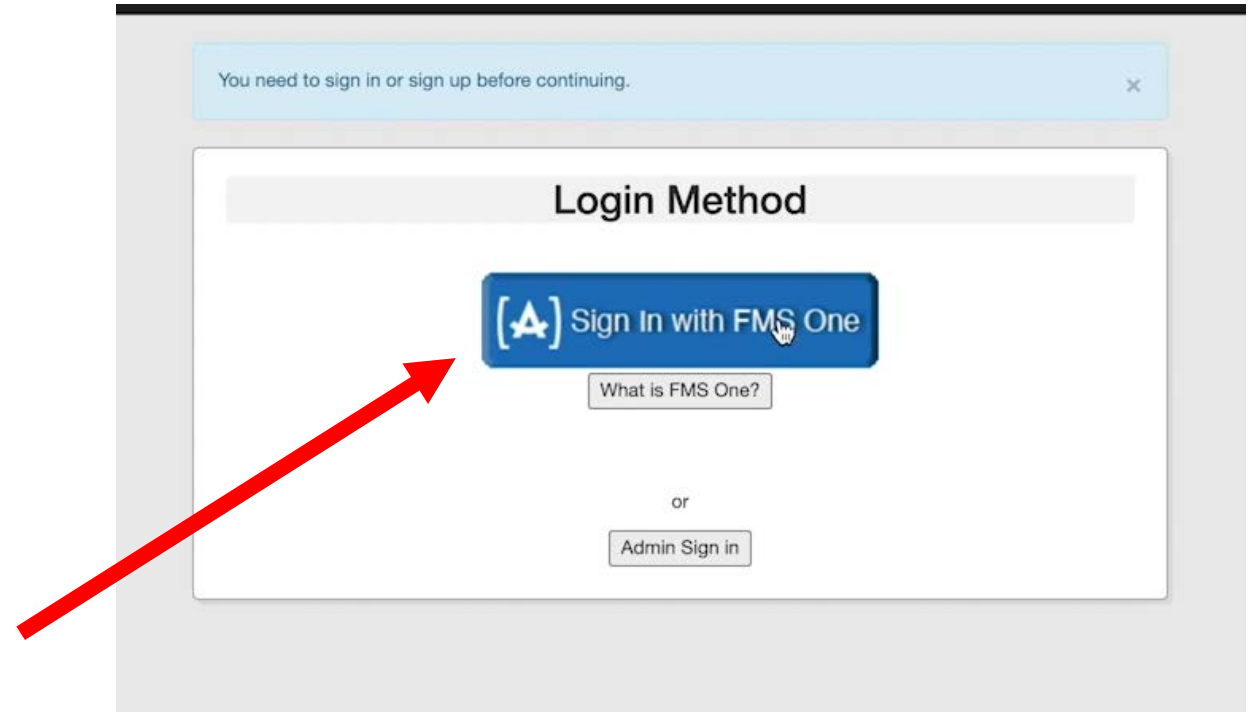 You need to sign in or sign up before continuing.
Login Method
[A] Sign In with FMS One
What is FMS One?
or
Admin Sign in